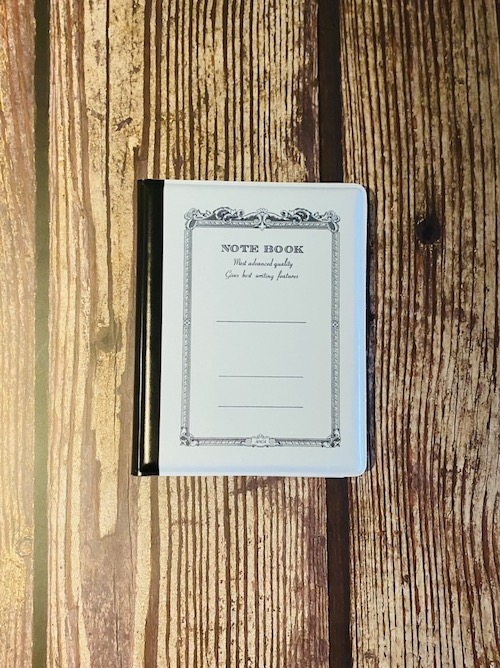 NOTE BOOK
Most advanced quality
Gives best writing features